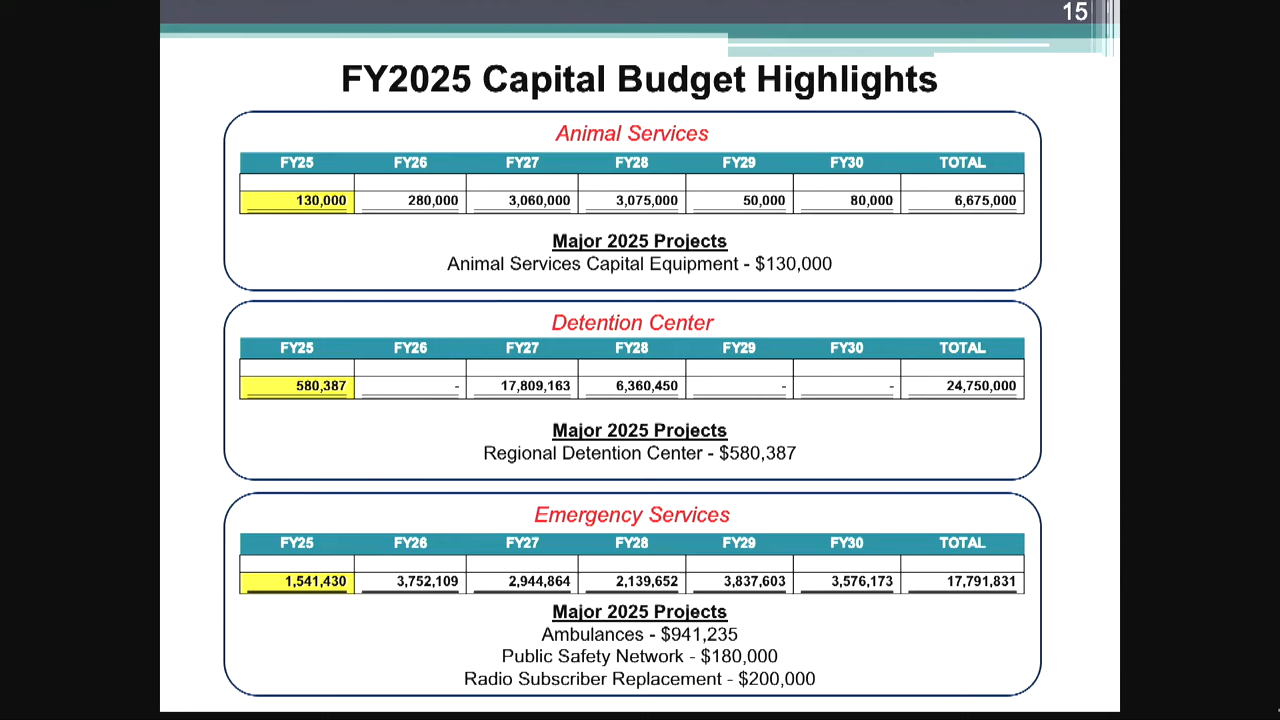 15
FY2025 Capital Budget Highlights
Animal Services
FY25 FY26 FY27 FY28 FY29 FY30 TOTAL
130,000 280,000 3,060,000 3,075,000 50,000 80,000 6,675,000
Major 2025 Projects
Animal Services Capital Equipment - $130,000
Detention Center
FY25 FY26 FY27 FY28 FY29 FY30 TOTAL
580,387 - 17,809,163 6,360,450 - - 24,750,000
Major 2025 Projects
Regional Detention Center - $580,387
Emergency Services
FY25 FY26 FY27 FY28 FY29 FY30 TOTAL
1,541,430 3,752,109 2,944,864 2,139,652 3,837,603 3,576,173 17,791,831
Major 2025 Projects
Ambulances - $941,235
Public Safety Network - $180,000
Radio Subscriber Replacement - $200,000